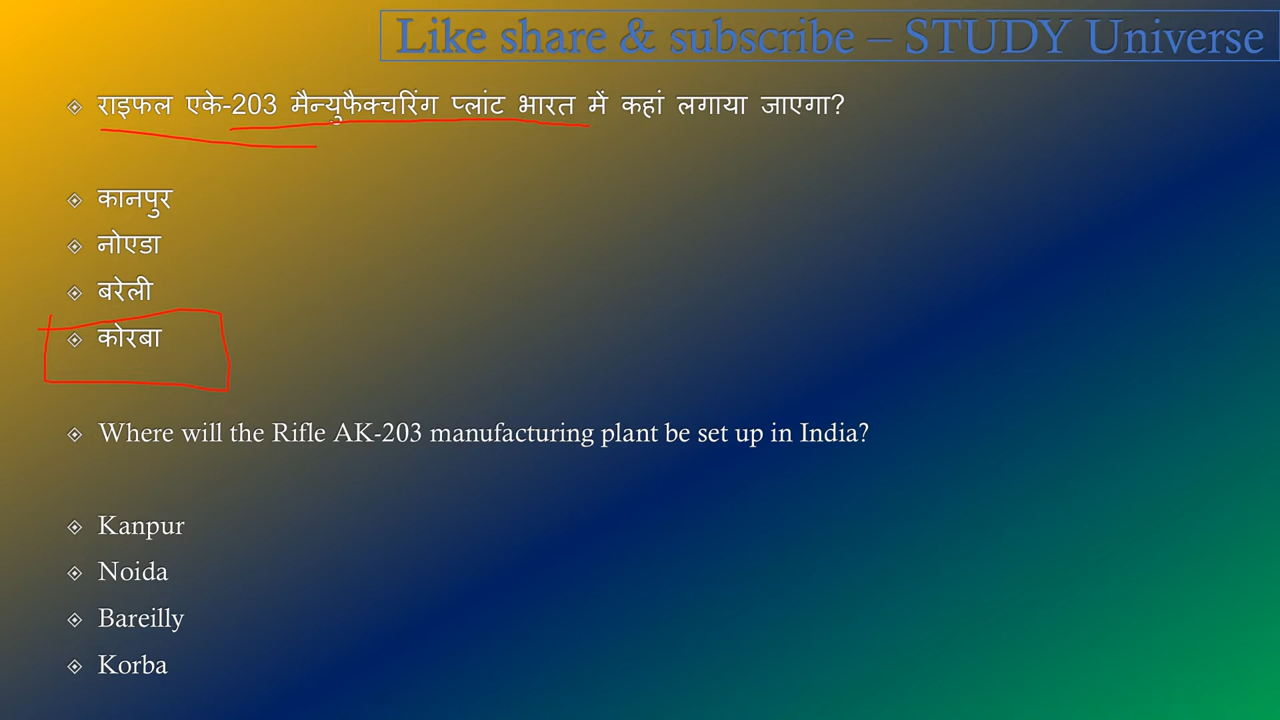 Like share & subscribe – STUDY Universe
राइफल एके-203 मैन्युफैक्चरिंग प्लांट भारत में कहां लगाया जाएगा?
कानपुर
नोएडा
बरेली
कोरबा
Where will the Rifle AK-203 manufacturing plant be set up in India?
Kanpur
Noida
Bareilly
Korba